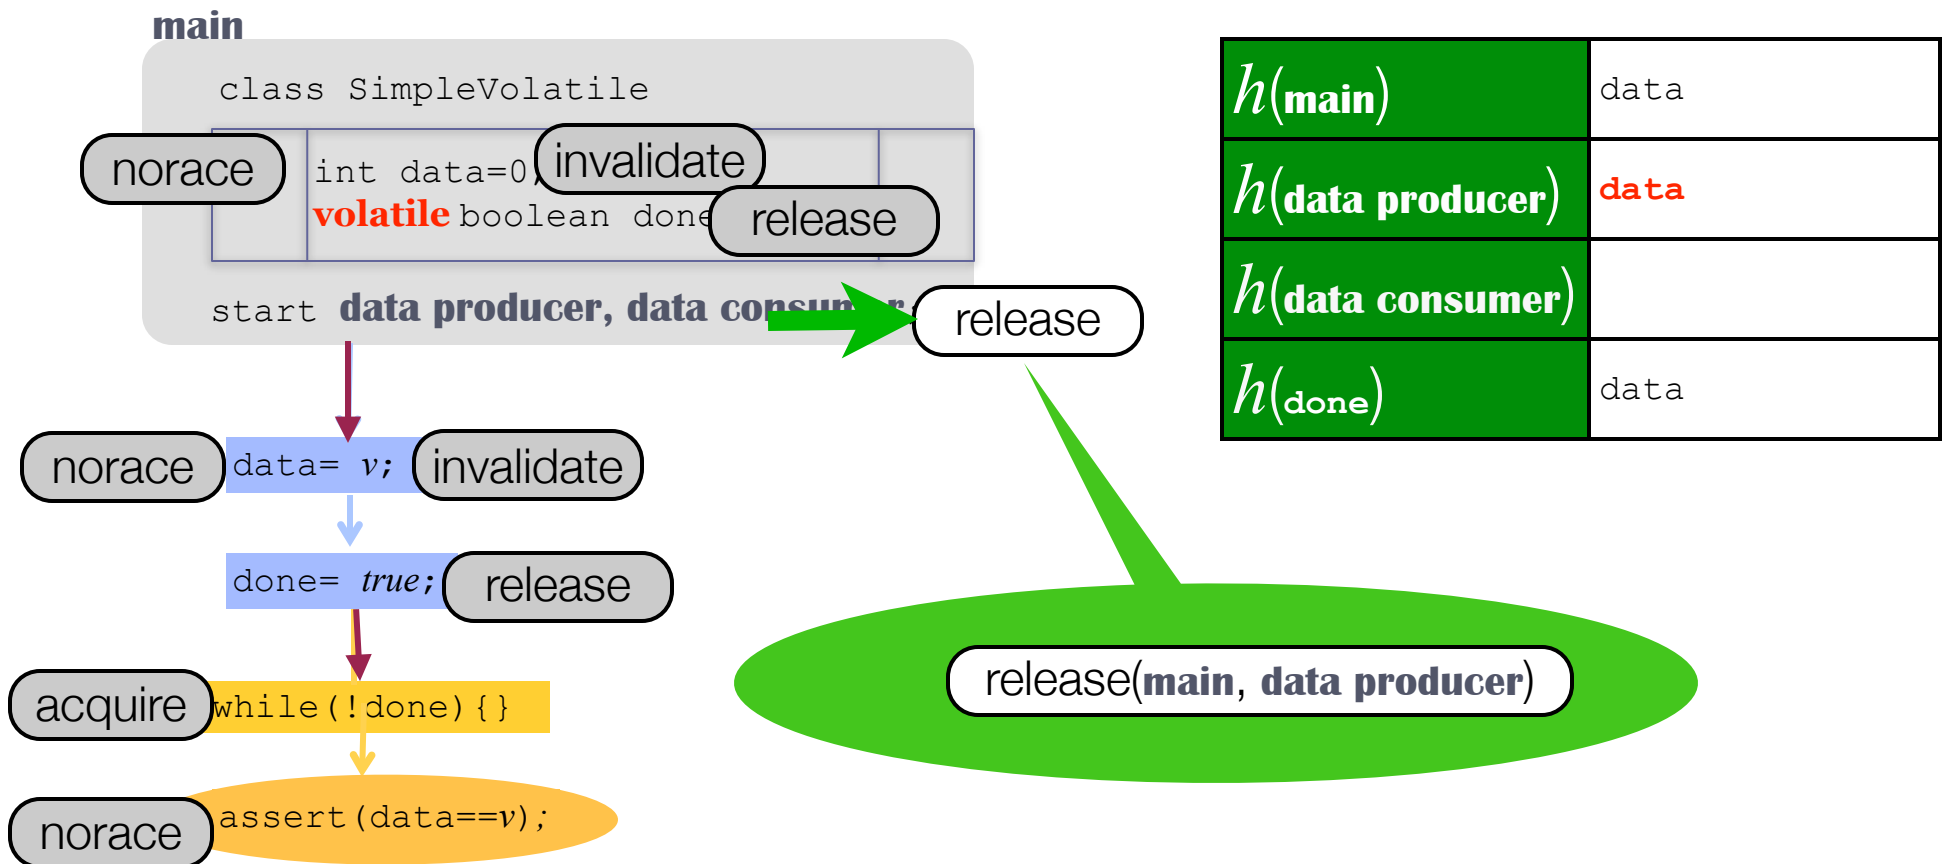 main
class SimpleVolatile
norace
int data=0;
invalidate
volatile boolean done
release
start data producer, data consumer
release
norace
data= v;
invalidate
done= true;
release
acquire
while(!done){}
norace
assert(data==v);
h(main) data
h(data producer) data
h(data consumer)
h(done) data
release(main, data producer)